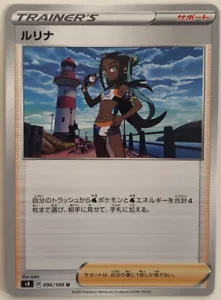 TRAINER'S
サポート
ルリナ
自分のトラッシュから水ポケモンと水エネルギーを合計4
枚まで選び、相手に見せて、手札に加える。
サポートは、自分の番に1枚しか使えない。
S4
D
096/100 U